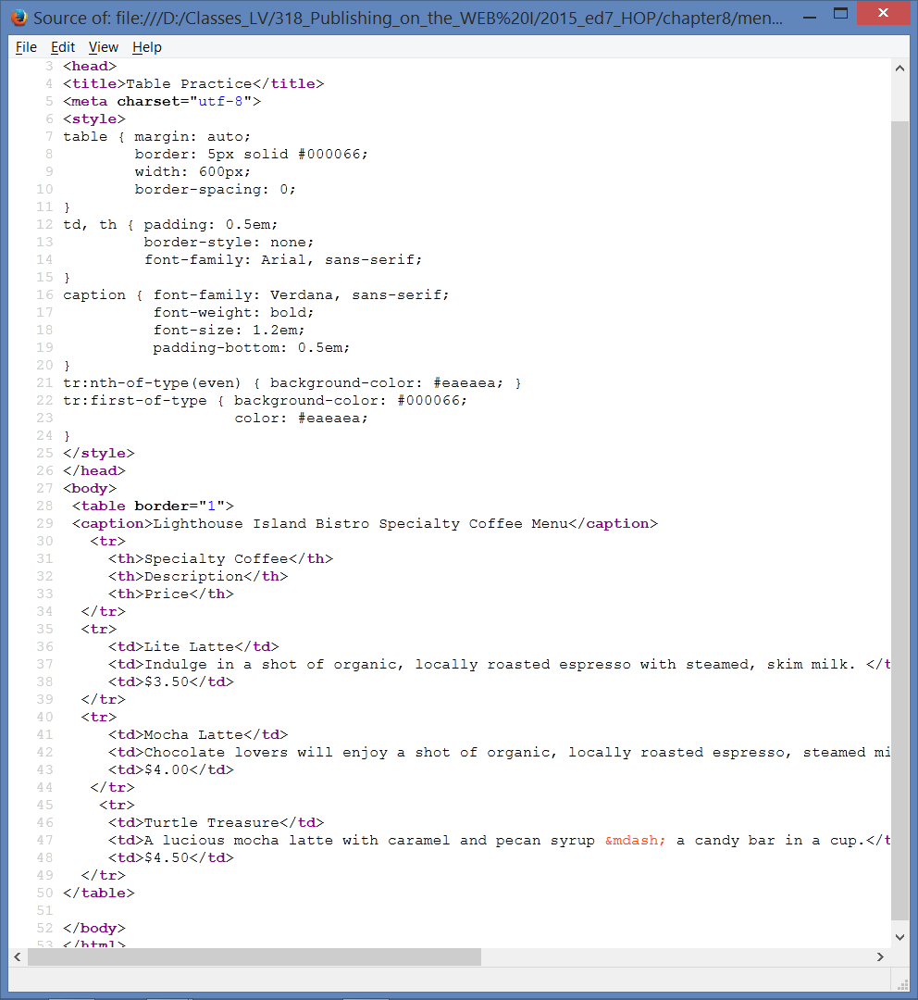 Source of: file:///D:/Classes_LV/318_Publishing_on_the_WEB%20I/2015_ed7_HOP/chapter8/men...
File Edit View Help
3 <head>
4 <title>Table Practice</title>
5 <meta charset="utf-8">
6 <style>
7 table { margin: auto;
8 border: 5px solid #000066;
9 width: 600px;
10 border-spacing: 0;
11 }
12 td, th { padding: 0.5em;
13 border-style: none;
14 font-family: Arial, sans-serif;
15 }
16 caption { font-family: Verdana, sans-serif;
17 font-weight: bold;
18 font-size: 1.2em;
19 padding-bottom: 0.5em;
20 }
21 tr:nth-of-type(even) { background-color: #eaeaea; }
22 tr:first-of-type { background-color: #000066;
23 color: #eaeaea;
24 }
25 </style>
26 </head>
27 <body>
28 <table border="1">
29 <caption>Lighthouse Island Bistro Specialty Coffee Menu</caption>
30 <tr>
31 <th>Specialty Coffee</th>
32 <th>Description</th>
33 <th>Price</th>
34 </tr>
35 <tr>
36 <td>Lite Latte</td>
37 <td>Indulge in a shot of organic, locally roasted espresso with steamed, skim milk. </t
38 <td>$3.50</td>
39 </tr>
40 <tr>
41 <td>Mocha Latte</td>
42 <td>Chocolate lovers will enjoy a shot of organic, locally roasted espresso, steamed mi
43 <td>$4.00</td>
44 </tr>
45 <tr>
46 <td>Turtle Treasure</td>
47 <td>A lucious mocha latte with caramel and pecan syrup &mdash; a candy bar in a cup.</t
48 <td>$4.50</td>
49 </tr>
50 </table>
51
52 </body>
53 </html>